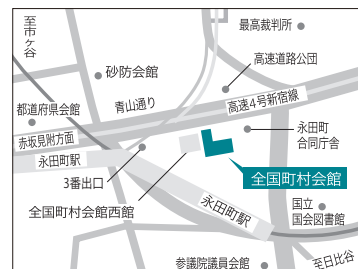 至市ケ谷
最高裁判所
高速道路公団
砂防会館
青山通り
高速4号新宿線
都道府県会館
赤坂見附方面
永田町
合同庁舎
永田町駅
3番出口
全国町村会館
全国町村会館西館
永田町駅
国立
国会図書館
参議院議員会館
至日比谷